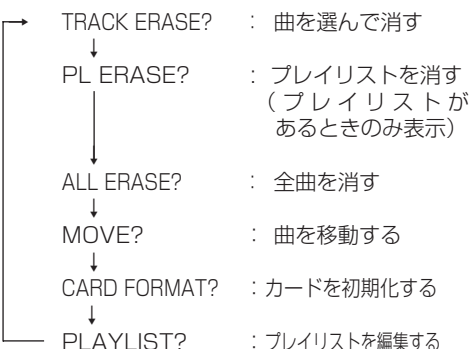 TRACK ERASE? : 曲を選んで消す
PL ERASE? : プレイリストを消す
(プレイリストが
あるときのみ表示)
ALL ERASE? : 全曲を消す
MOVE? : 曲を移動する
CARD FORMAT? : カードを初期化する
PLAYLIST? : プレイリストを編集する